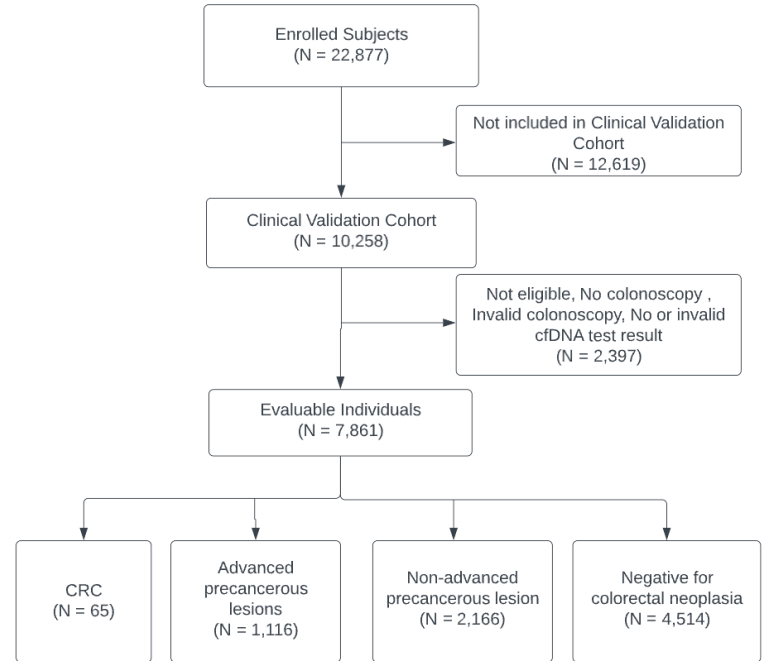 Enrolled Subjects
(N = 22,877)
Not included in Clinical Validation
Cohort
(N = 12,619)
Clinical Validation Cohort
(N = 10,258)
Not eligible, No colonoscopy ,
Invalid colonoscopy, No or invalid
cfDNA test result
(N = 2,397)
Evaluable Individuals
(N = 7,861)
CRC
(N = 65)
Advanced
precancerous
lesions
(N = 1,116)
Non-advanced
precancerous lesion
(N = 2,166)
Negative for
colorectal neoplasia
(N = 4,514)